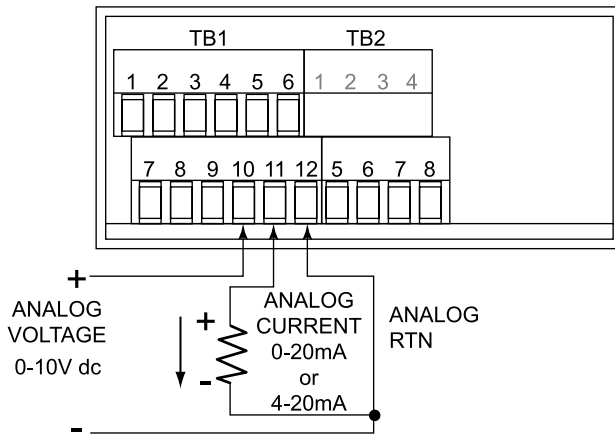 TB1 TB2
1 2 3 4 5 6 1 2 3 4
7 8 9 10 11 12 5 6 7 8
+
ANALOG
VOLTAGE
0-10V dc
-
+
-
ANALOG
CURRENT
0-20mA
or
4-20mA
ANALOG
RTN